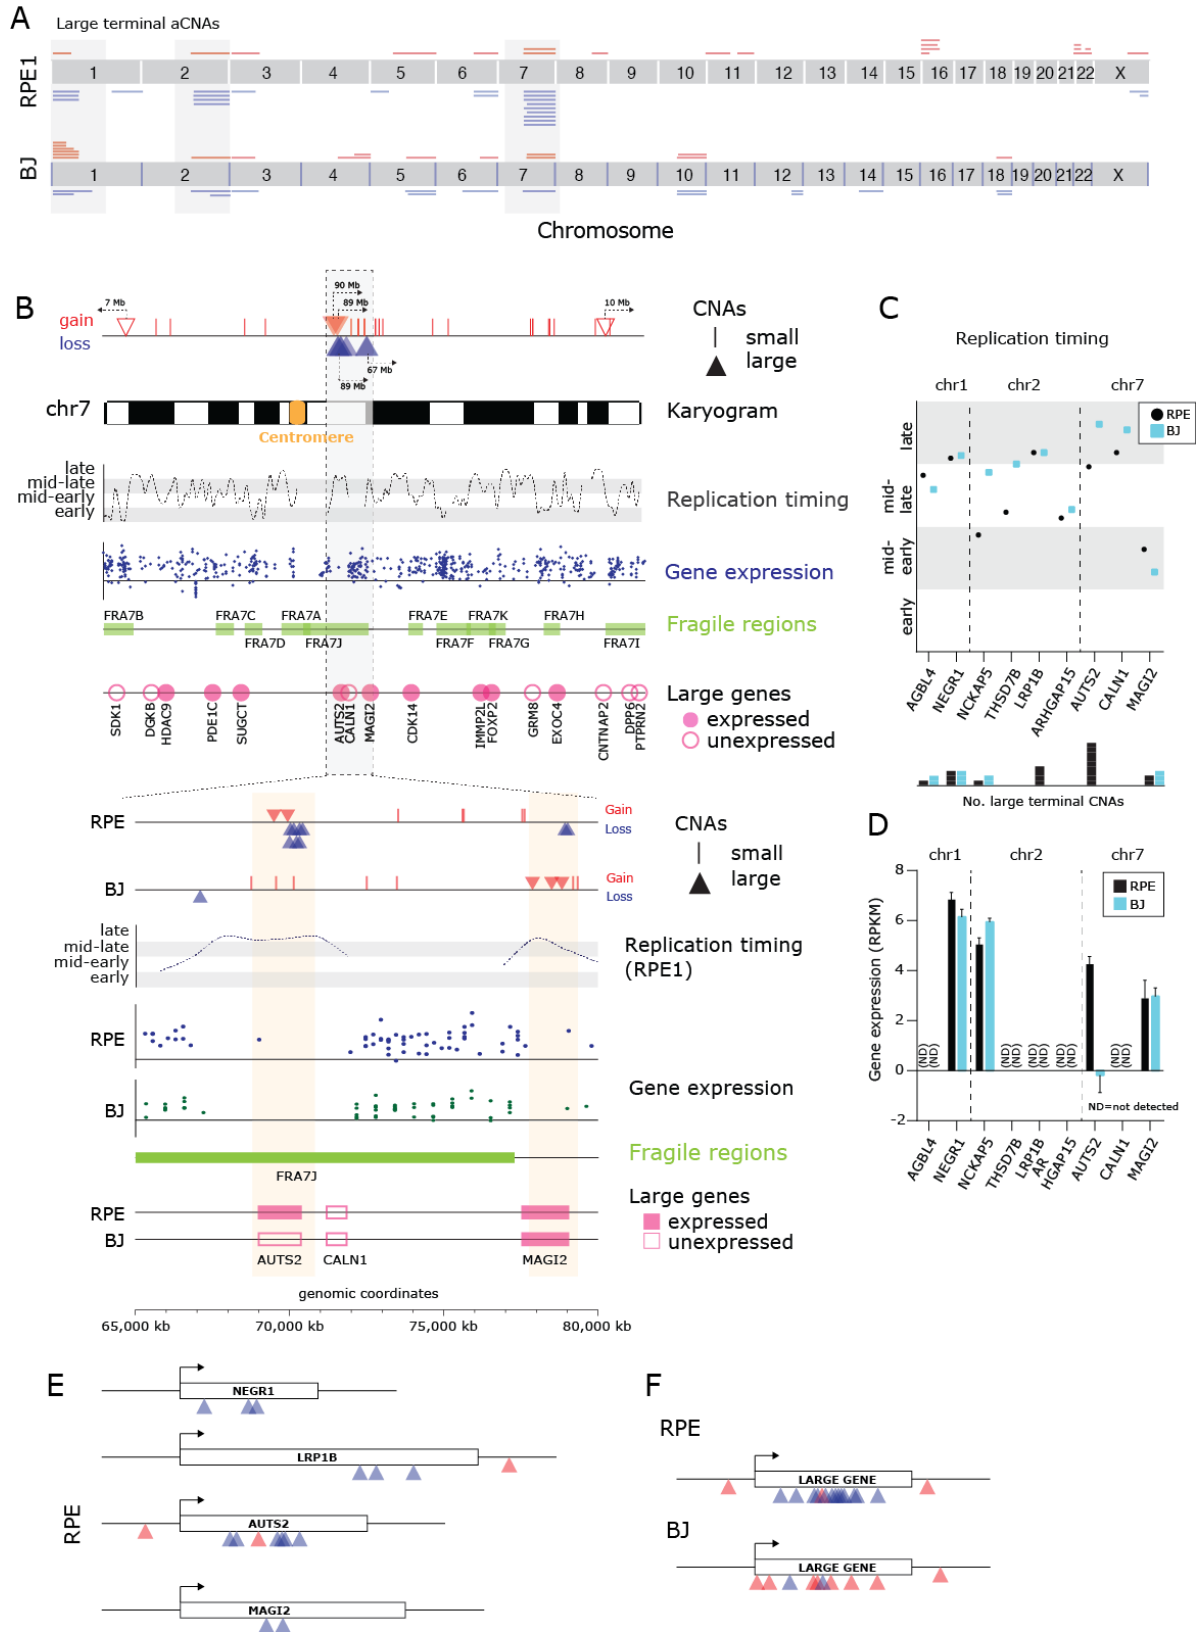 A
Large terminal aCNAs
RPE1
1 2 3 4 5 6 7 8 9 10 11 12 13 14 15 16 17 18 19 20 21 22 X
BJ
1 2 3 4 5 6 7 8 9 10 11 12 13 14 15 16 17 18 19 20 21 22 X
Chromosome
B
90 Mb
7 Mb
89 Mb
10 Mb
gain
loss
67 Mb
89 Mb
CNAs
small
large
chr7
Centromere
Karyogram
late
mid-late
mid-early
early
Replication timing
Gene expression
FRA7B FRA7C FRA7A FRA7E FRA7K FRA7H
FRA7D FRA7J FRA7F FRA7G FRA7I
Fragile regions
Large genes
expressed
unexpressed
SDK1 DGKB HDAC9 PDE1C SUGCT AUTS2 CALN1 MAGI2 CDK14 IMMP2L FOXP2 GRM8 EXOC4 CNTNAP2 DPP6 PTPRN2
RPE
Gain
Loss
BJ
Gain
Loss
CNAs
small
large
late
mid-late
mid-early
early
Replication timing
(RPE1)
RPE
BJ
Gene expression
FRA7J
Fragile regions
RPE
BJ
AUTS2 CALN1 MAGI2
Large genes
expressed
unexpressed
genomic coordinates
65,000 kb 70,000 kb 75,000 kb 80,000 kb
C
Replication timing
chr1 chr2 chr7
RPE
BJ
late
mid-
late
mid-
early
early
AGBL4 NEGR1 NCKAP5 THSD7B LRP1B ARHGAP15 AUTS2 CALN1 MAGI2
No. large terminal CNAs
D
chr1 chr2 chr7
RPE
BJ
Gene expression (RPKM)
8
6
4
2
0
-2
(ND) (ND) (ND) (ND) (ND) (ND) (ND) (ND) (ND) (ND)
ND=not detected
AGBL4 NEGR1 NCKAP5 THSD7B LRP1B AR HGAP15 AUTS2 CALN1 MAGI2
E
RPE
NEGR1
LRP1B
AUTS2
MAGI2
F
RPE
LARGE GENE
BJ
LARGE GENE